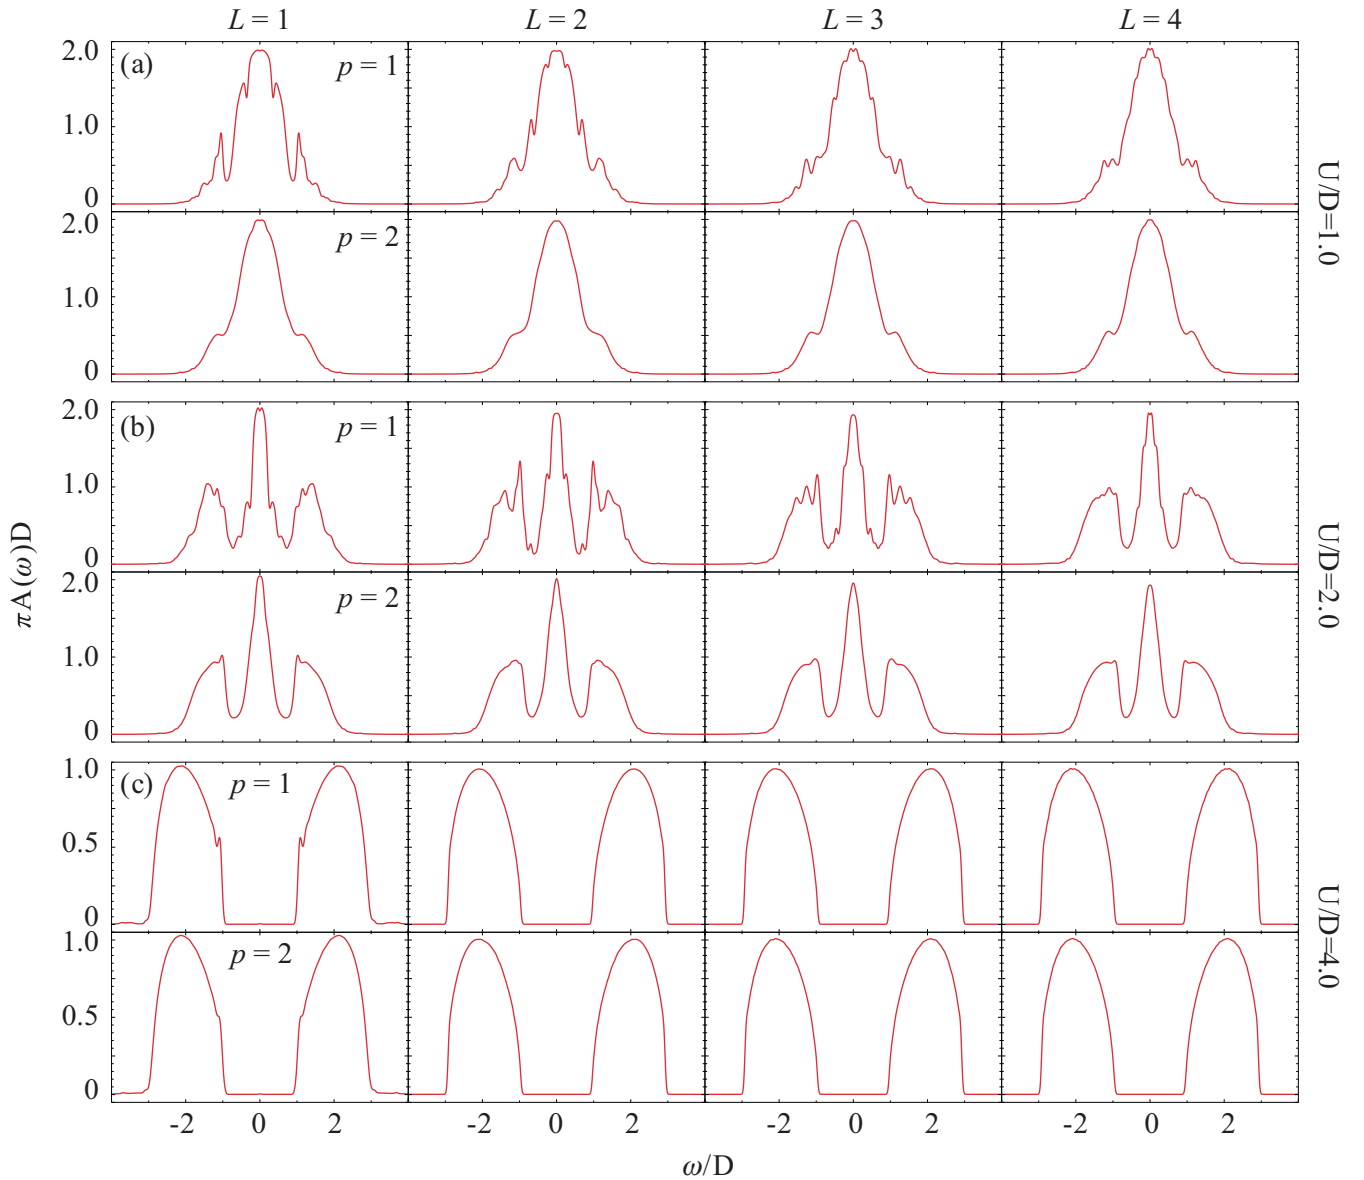 L = 1 L = 2 L = 3 L = 4
(a) p = 1
2.0
1.0
0
p = 2
2.0
1.0
0
U/D=1.0
(b) p = 1
2.0
1.0
0
p = 2
2.0
1.0
0
U/D=2.0
(c) p = 1
1.0
0.5
0
p = 2
1.0
0.5
0
U/D=4.0
πA(ω)D
-2 0 2 -2 0 2 -2 0 2 -2 0 2
ω/D